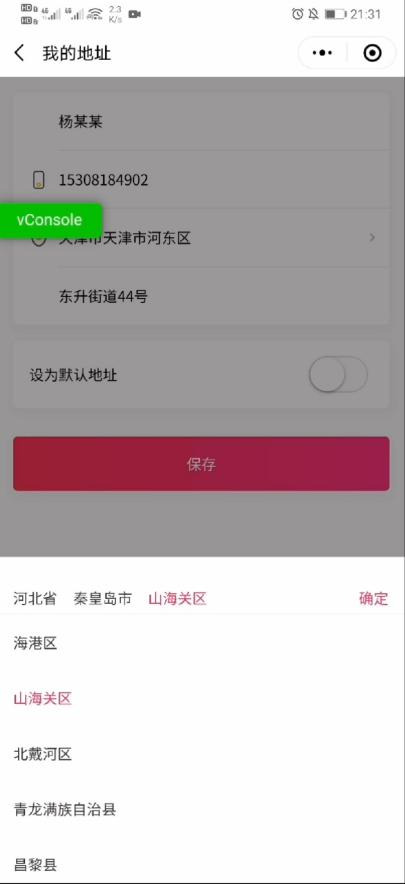 2.3 K/s 21:31
我的地址
杨某某
15308184902
vConsole
天津市天津市河东区
东升街道44号
设为默认地址
保存
河北省 秦皇岛市 山海关区 确定
海港区
山海关区
北戴河区
青龙满族自治县
昌黎县